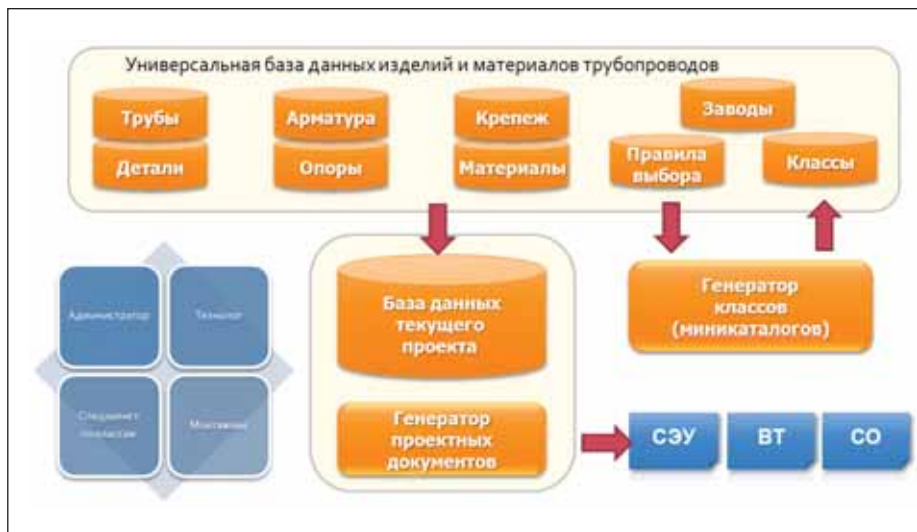 Универсальная база данных изделий и материалов трубопроводов
Трубы
Детали
Арматура
Опоры
Крепеж
Материалы
Заводы
Правила
выбора
Классы
База данных
текущего
проекта
Генератор
классов
(миникаталогов)
Администратор
Технолог
Монтажник
Генератор
проектных
документов
СЭУ
ВТ
СО